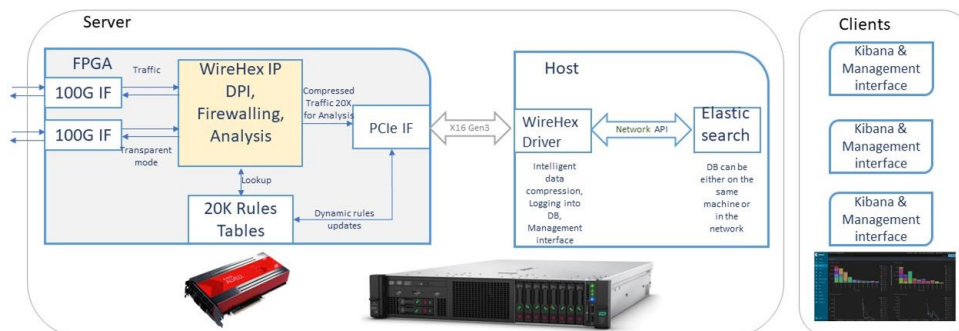 Server
Clients
FPGA
100G IF
100G IF
Traffic
Transparent
mode
WireHex IP
DPI,
Firewalling,
Analysis
Compressed
Traffic 20X
for Analysis
PCIe IF
Lookup
20K Rules
Tables
Dynamic rules
updates
X16 Gen3
Host
WireHex
Driver
Network API
Elastic
search
Intelligent
data
compression,
Logging into
DB,
Management
interface
DB can be
either on the
same
machine or
in the
network
Kibana &
Management
interface
Kibana &
Management
interface
Kibana &
Management
interface